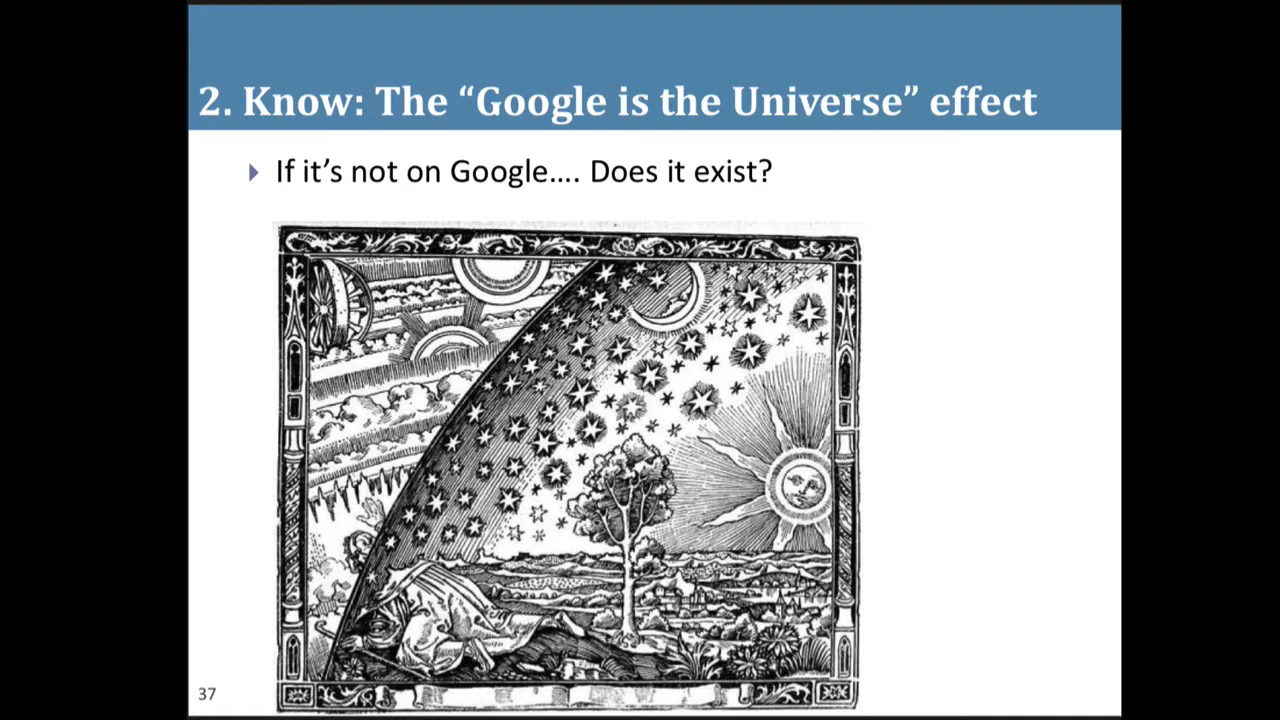 2. Know: The “Google is the Universe” effect
If it’s not on Google…. Does it exist?
37